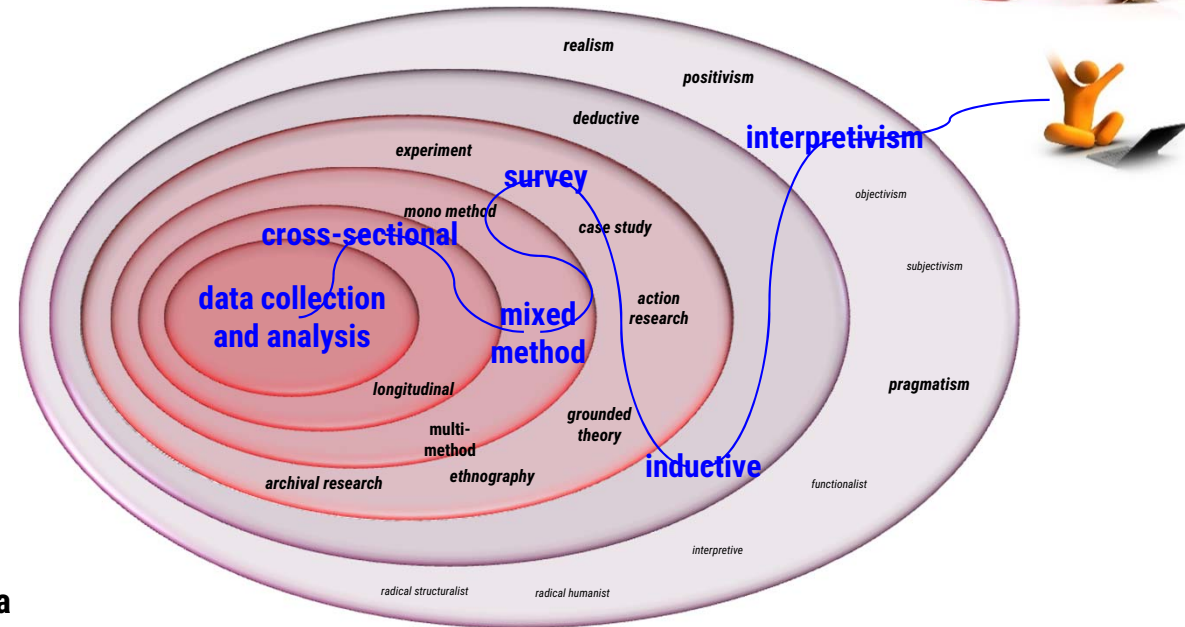 realism
positivism
deductive
interpretivism
experiment
survey
objectivism
mono method
case study
cross-sectional
subjectivism
data collection
and analysis
action
research
mixed
method
longitudinal
pragmatism
grounded
theory
multi-
method
inductive
archival research
ethnography
functionalist
interpretive
radical structuralist
radical humanist
a